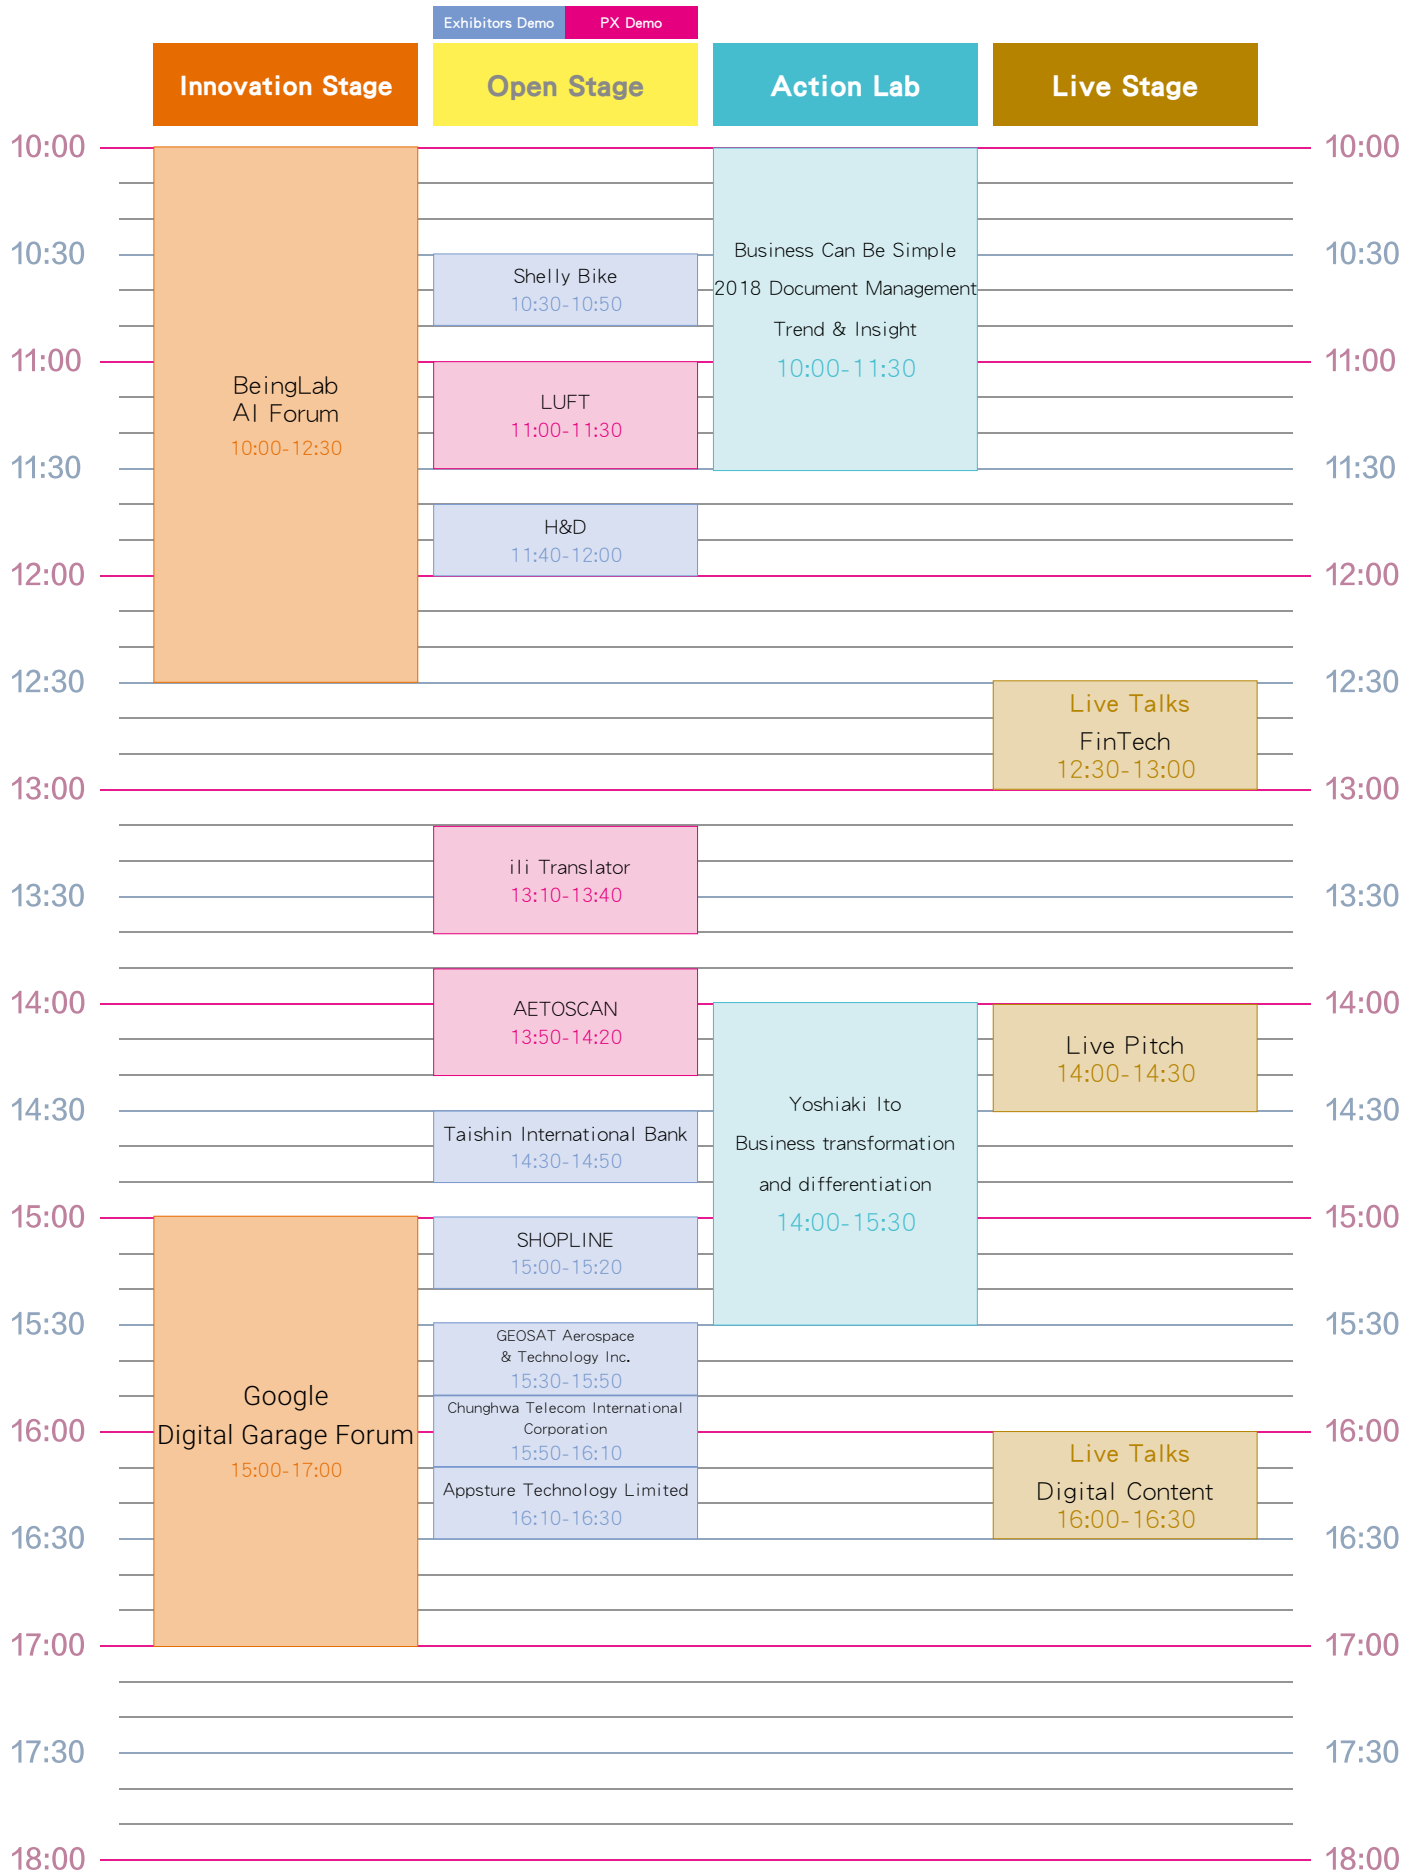 Exhibitors Demo
PX Demo
Innovation Stage
Open Stage
Action Lab
Live Stage
10:00
10:00
10:30
10:30
11:00
11:00
11:30
11:30
12:00
12:00
12:30
12:30
13:00
13:00
13:30
13:30
14:00
14:00
14:30
14:30
15:00
15:00
15:30
15:30
16:00
16:00
16:30
16:30
17:00
17:00
17:30
17:30
18:00
18:00
BeingLab
AI Forum
10:00-12:30
Google
Digital Garage Forum
15:00-17:00
Shelly Bike
10:30-10:50
LUFT
11:00-11:30
H&D
11:40-12:00
ili Translator
13:10-13:40
AETOSCAN
13:50-14:20
Taishin International Bank
14:30-14:50
SHOPLINE
15:00-15:20
GEOSAT Aerospace
& Technology Inc.
15:30-15:50
Chunghwa Telecom International
Corporation
15:50-16:10
Appsture Technology Limited
16:10-16:30
Business Can Be Simple
2018 Document Management
Trend & Insight
10:00-11:30
Yoshiaki Ito
Business transformation
and differentiation
14:00-15:30
Live Talks
FinTech
12:30-13:00
Live Pitch
14:00-14:30
Live Talks
Digital Content
16:00-16:30